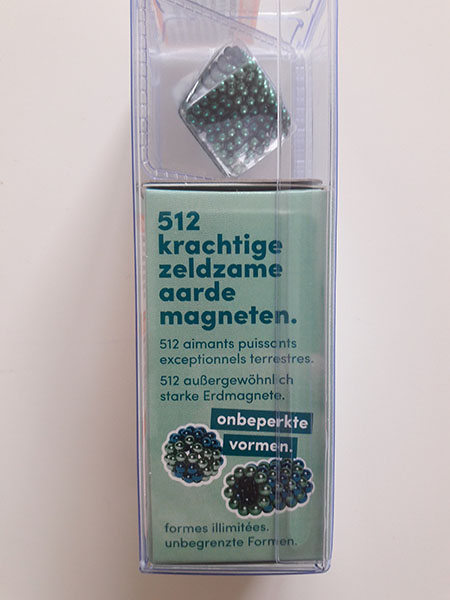 512
krachtige
zeldzame
aarde
magneten.
512 aimants puissants
exceptionnels terrestres.
512 außergewöhnlich
starke Erdmagnete.
onbeperkte
vormen.
formes illimitées.
unbegrenzte Formen.